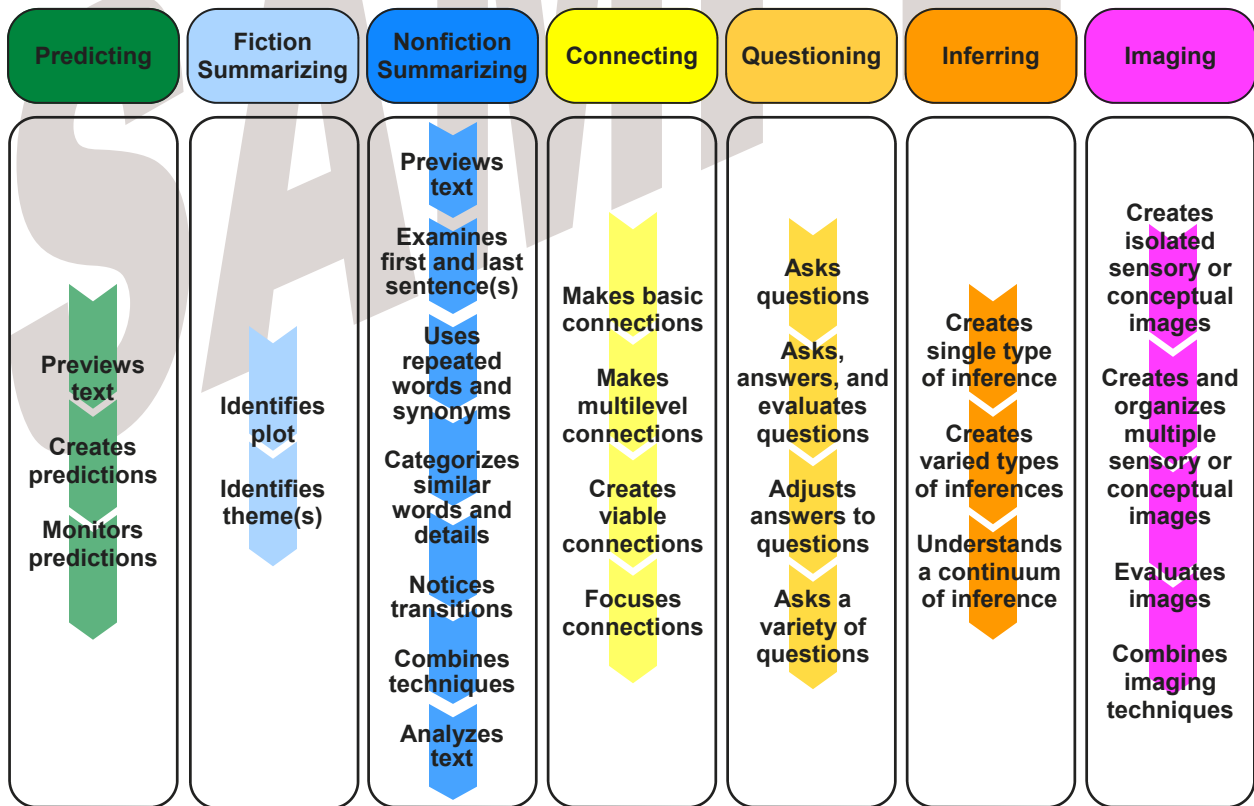 Predicting
Fiction
Summarizing
Nonfiction
Summarizing
Connecting
Questioning
Inferring
Imaging
Previews
text
Creates
predictions
Monitors
predictions
Identifies
plot
Identifies
theme(s)
Previews
text
Examines
first and last
sentence(s)
Uses
repeated
words and
synonyms
Categorizes
similar
words and
details
Notices
transitions
Combines
techniques
Analyzes
text
Makes basic
connections
Makes
multilevel
connections
Creates
viable
connections
Focuses
connections
Asks
questions
Asks,
answers, and
evaluates
questions
Adjusts
answers to
questions
Asks a
variety of
questions
Creates
single type
of inference
Creates
varied types
of inferences
Understands
a continuum
of inference
Creates
isolated
sensory or
conceptual
images
Creates and
organizes
multiple
sensory or
conceptual
images
Evaluates
images
Combines
imaging
techniques